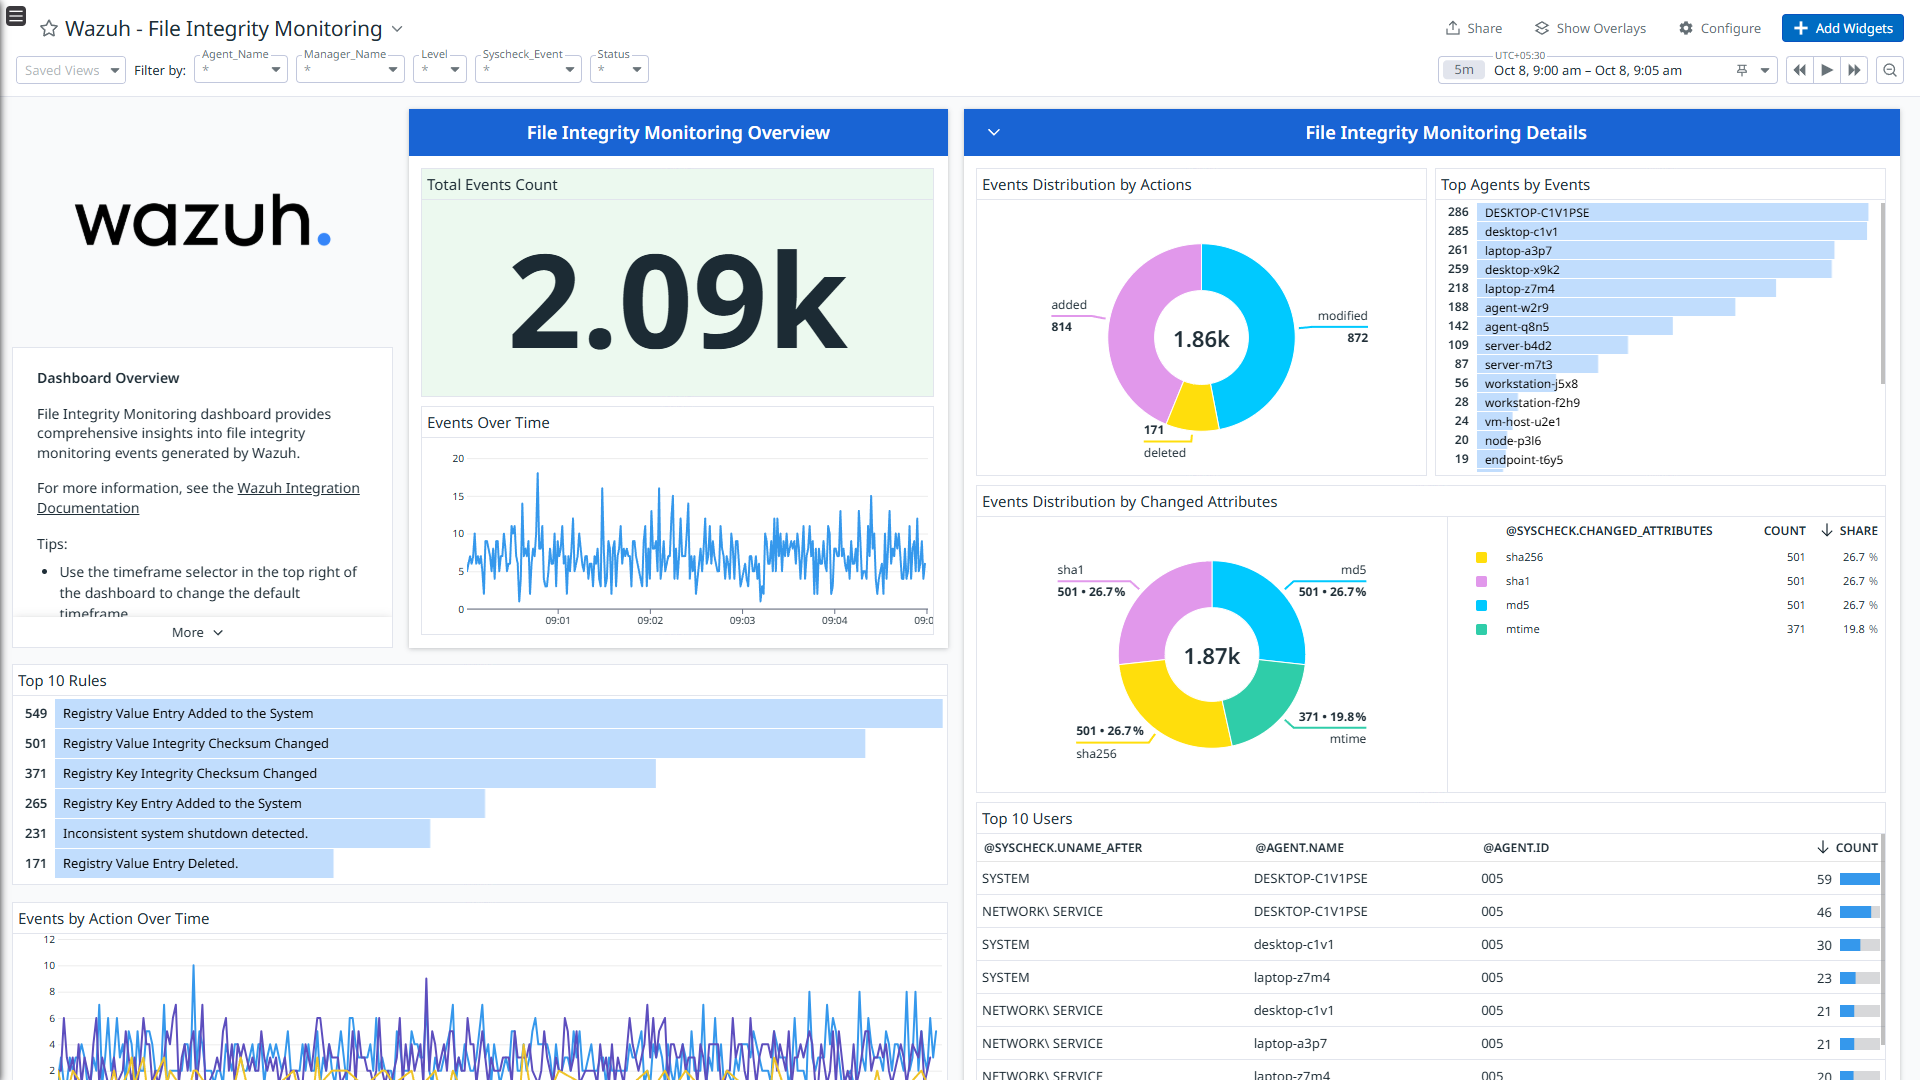 Wazuh - File Integrity Monitoring
Share
Show Overlays
Configure
Add Widgets
Saved Views
Filter by:
Agent_Name
*
Manager_Name
*
Level
*
Syscheck_Event
*
Status
*
UTC+05:30
5m
Oct 8, 9:00 am – Oct 8, 9:05 am
wazuh.
Dashboard Overview
File Integrity Monitoring dashboard provides
comprehensive insights into file integrity
monitoring events generated by Wazuh.
For more information, see the Wazuh Integration
Documentation
Tips:
• Use the timeframe selector in the top right of
the dashboard to change the default
timeframe
More
File Integrity Monitoring Overview
Total Events Count
2.09k
Events Over Time
20
15
10
5
0
09:01
09:02
09:03
09:04
09:0
Top 10 Rules
549 Registry Value Entry Added to the System
501 Registry Value Integrity Checksum Changed
371 Registry Key Integrity Checksum Changed
265 Registry Key Entry Added to the System
231 Inconsistent system shutdown detected.
171 Registry Value Entry Deleted.
Events by Action Over Time
12
10
8
6
4
2
File Integrity Monitoring Details
Events Distribution by Actions
added
814
modified
872
1.86k
171
deleted
Top Agents by Events
286 DESKTOP-C1V1PSE
285 desktop-c1v1
261 laptop-a3p7
259 desktop-x9k2
218 laptop-z7m4
188 agent-w2r9
142 agent-q8n5
109 server-b4d2
87 server-m7t3
56 workstation-j5x8
28 workstation-f2h9
24 vm-host-u2e1
20 node-p3l6
19 endpoint-t6y5
Events Distribution by Changed Attributes
sha1
501 • 26.7%
md5
501 • 26.7%
1.87k
371 • 19.8%
mtime
501 • 26.7%
sha256
@SYSCHECK.CHANGED_ATTRIBUTES COUNT SHARE
sha256 501 26.7 %
sha1 501 26.7 %
md5 501 26.7 %
mtime 371 19.8 %
Top 10 Users
@SYSCHECK.UNAME_AFTER @AGENT.NAME @AGENT.ID COUNT
SYSTEM DESKTOP-C1V1PSE 005 59
NETWORK\ SERVICE DESKTOP-C1V1PSE 005 46
SYSTEM desktop-c1v1 005 30
SYSTEM laptop-z7m4 005 23
NETWORK\ SERVICE desktop-c1v1 005 21
NETWORK\ SERVICE laptop-a3p7 005 21
NETWORK\ SERVICE laptop-z7m4 005 20